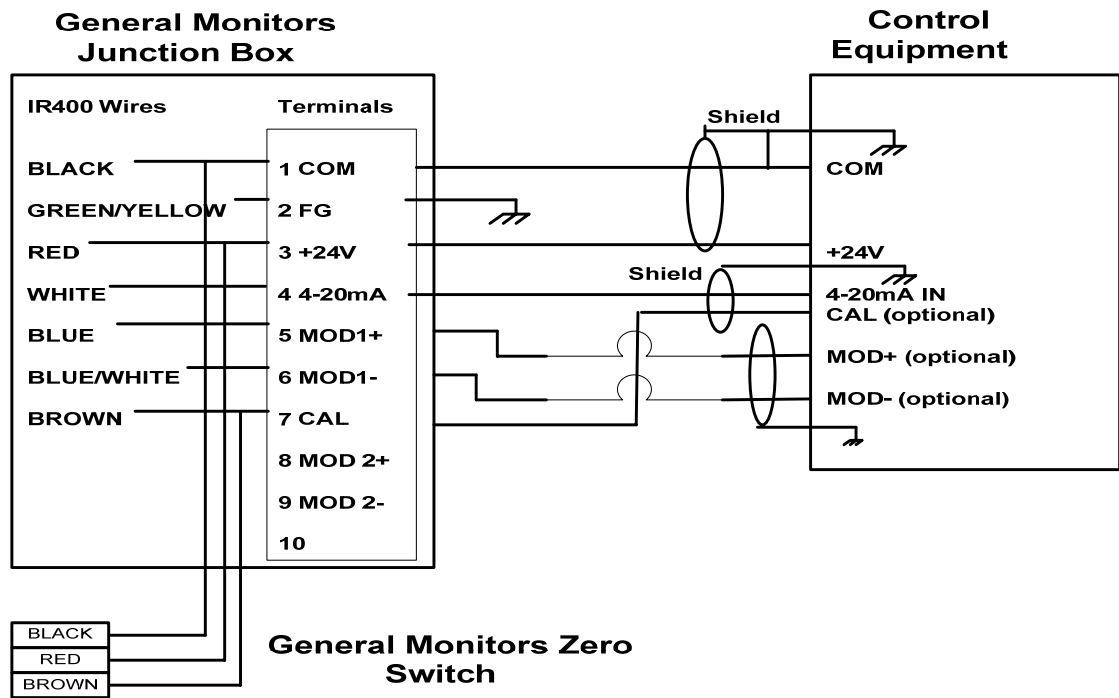 General Monitors
Junction Box
Control
Equipment
IR400 Wires
Terminals
Shield
BLACK
1 COM
COM
GREEN/YELLOW
2 FG
RED
3 +24V
+24V
Shield
WHITE
4 4-20mA
4-20mA IN
CAL (optional)
BLUE
5 MOD1+
MOD+ (optional)
BLUE/WHITE
6 MOD1-
MOD- (optional)
BROWN
7 CAL
8 MOD 2+
9 MOD 2-
10
BLACK
RED
BROWN
General Monitors Zero
Switch